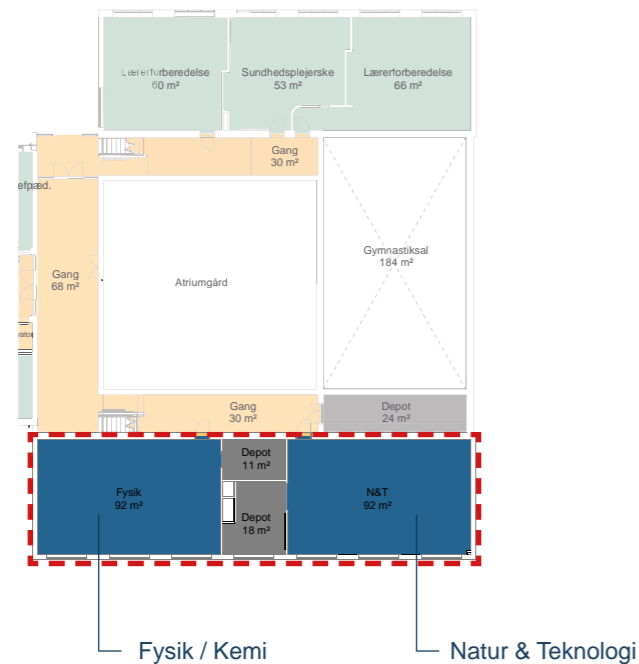 Lærerforberedelse
60 m²
Sundhedsplejerske
53 m²
Lærerforberedelse
66 m²
Gang
30 m²
efpæd.
Gang
68 m²
Atriumgård
Gymnastiksal
184 m²
Gang
30 m²
Depot
24 m²
Fysik
92 m²
Depot
11 m²
Depot
18 m²
N&T
92 m²
Fysik / Kemi
Natur & Teknologi